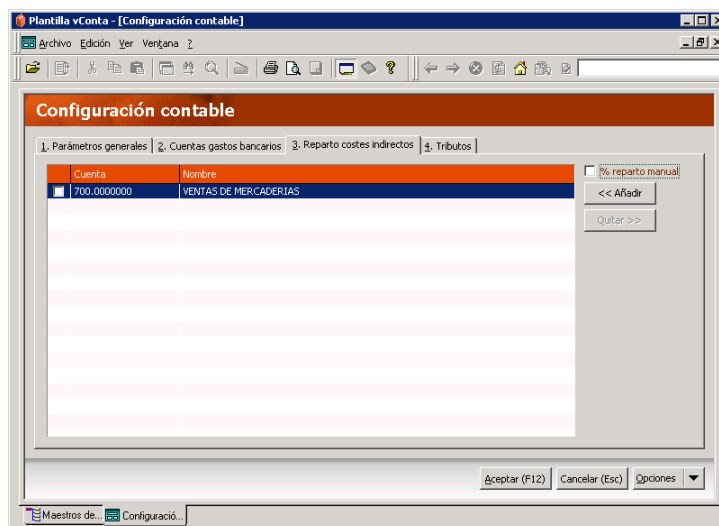 Plantilla vConta - [Configuración contable]
Archivo Edición Ver Ventana ?
Configuración contable
1. Parámetros generales 2. Cuentas gastos bancarios 3. Reparto costes indirectos 4. Tributos
Cuenta Nombre % reparto manual
700.0000000 VENTAS DE MERCADERIAS << Añadir
Quitar >>
Aceptar (F12) Cancelar (Esc) Opciones
Maestros de... Configuració...